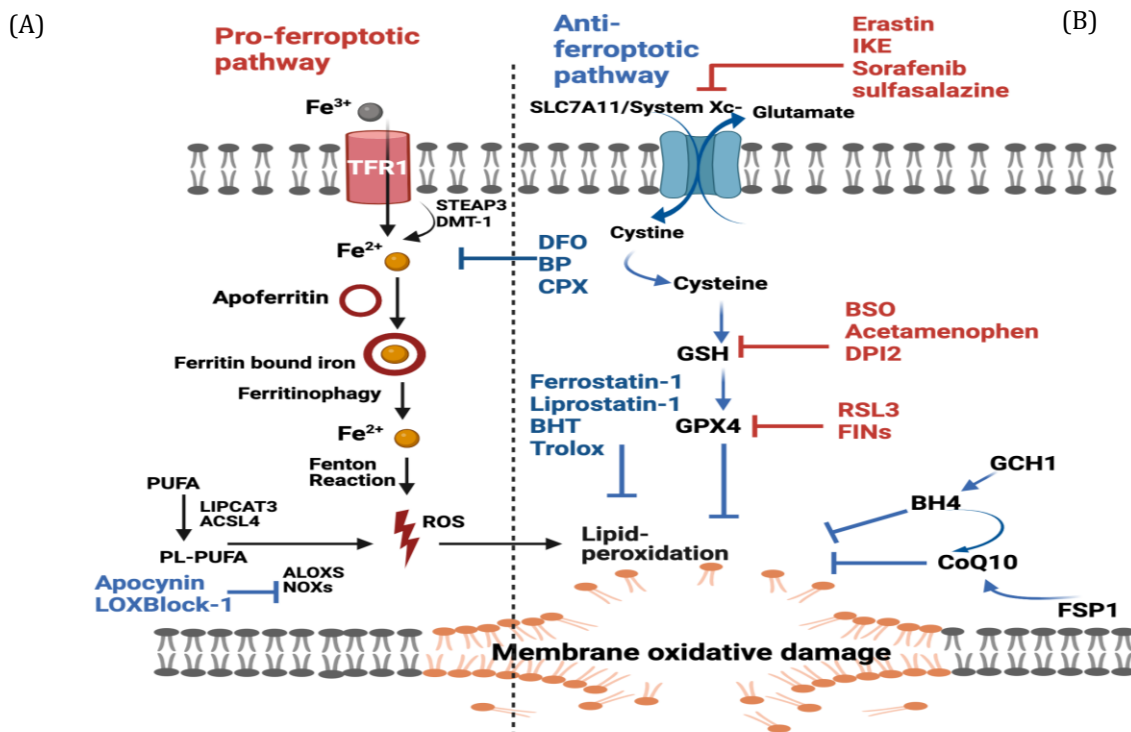 (A)
(B)
Pro-ferroptotic
pathway
Fe3+
TFR1
STEAP3
DMT-1
Fe2+
Apoferritin
Ferritin bound iron
Ferritinophagy
Fe2+
Fenton
Reaction
PUFA
LIPCAT3
ACSL4
PL-PUFA
ROS
Apocynin
LOXBlock-1
ALOXS
NOXs
Anti-
ferroptotic
pathway
Erastin
IKE
Sorafenib
sulfasalazine
SLC7A11/System Xc-
Glutamate
Cystine
DFO
BP
CPX
Cysteine
GSH
BSO
Acetamenophen
DPI2
Ferrostatin-1
Liprostatin-1
BHT
Trolox
GPX4
RSL3
FINs
GCH1
BH4
CoQ10
FSP1
Lipid-
peroxidation
Membrane oxidative damage